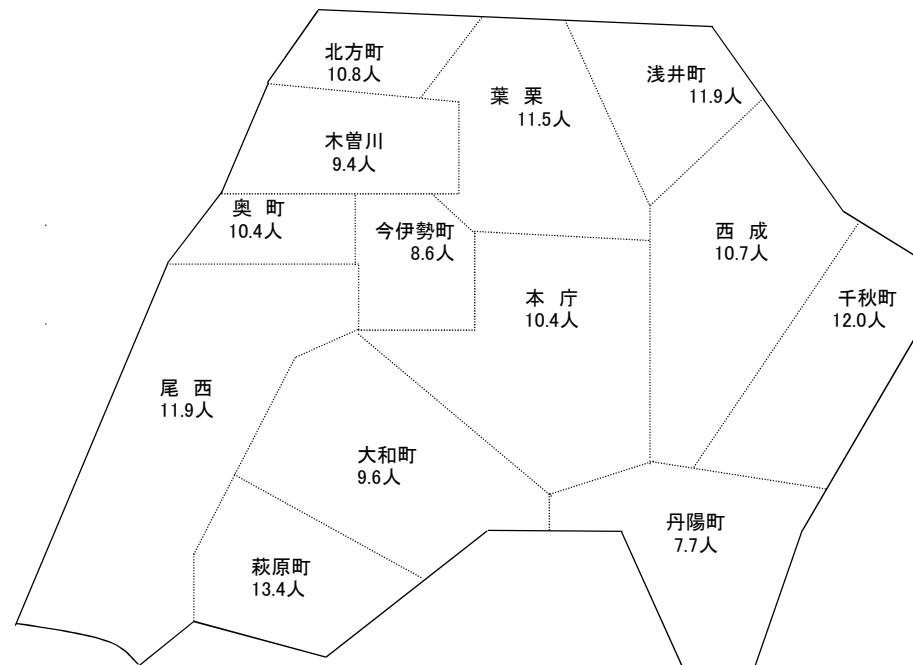 北方町
10.8人
浅井町
11.9人
葉 栗
11.5人
木曽川
9.4人
奥 町
10.4人
今伊勢町
8.6人
西 成
10.7人
本 庁
10.4人
千秋町
12.0人
尾 西
11.9人
大和町
9.6人
丹陽町
7.7人
萩原町
13.4人